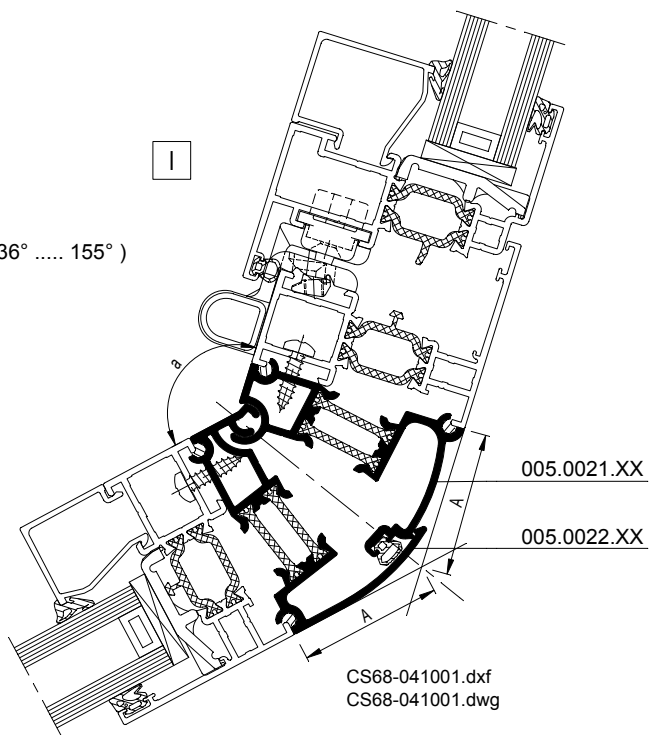 I
36° ..... 155° )
a
005.0021.XX
A
005.0022.XX
A
CS68-041001.dxf
CS68-041001.dwg